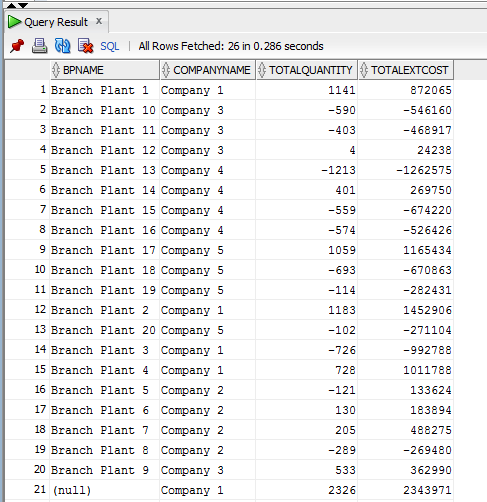 Query Result x
SQL | All Rows Fetched: 26 in 0.286 seconds
BPNAME COMPANYNAME TOTALQUANTITY TOTALEXTCOST
1 Branch Plant 1 Company 1 1141 872065
2 Branch Plant 10 Company 3 -590 -546160
3 Branch Plant 11 Company 3 -403 -468917
4 Branch Plant 12 Company 3 4 24238
5 Branch Plant 13 Company 4 -1213 -1262575
6 Branch Plant 14 Company 4 401 269750
7 Branch Plant 15 Company 4 -559 -674220
8 Branch Plant 16 Company 4 -574 -526426
9 Branch Plant 17 Company 5 1059 1165434
10 Branch Plant 18 Company 5 -693 -670863
11 Branch Plant 19 Company 5 -114 -282431
12 Branch Plant 2 Company 1 1183 1452906
13 Branch Plant 20 Company 5 -102 -271104
14 Branch Plant 3 Company 1 -726 -992788
15 Branch Plant 4 Company 1 728 1011788
16 Branch Plant 5 Company 2 -121 133624
17 Branch Plant 6 Company 2 130 183894
18 Branch Plant 7 Company 2 205 488275
19 Branch Plant 8 Company 2 -289 -269480
20 Branch Plant 9 Company 3 533 362990
21 (null) Company 1 2326 2343971